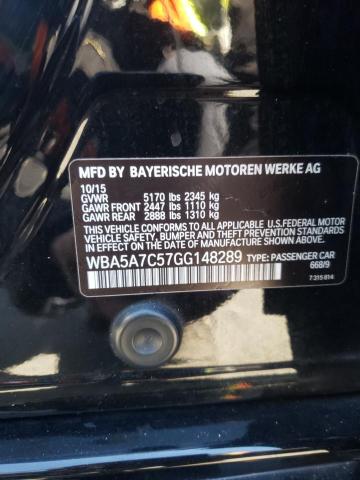 MFD BY BAYERISCHE MOTOREN WERKE AG
10/15
GVWR 5170 lbs 2345 kg
GAWR FRONT 2447 lbs 1110 kg
GAWR REAR 2888 lbs 1310 kg
THIS VEHICLE CONFORMS TO ALL APPLICABLE U.S. FEDERAL MOTOR
VEHICLE SAFETY, BUMPER AND THEFT PREVENTION STANDARDS
IN EFFECT ON THE DATE OF MANUFACTURE SHOWN ABOVE.
WBA5A7C57GG148289 TYPE: PASSENGER CAR
668/9
7 315 814